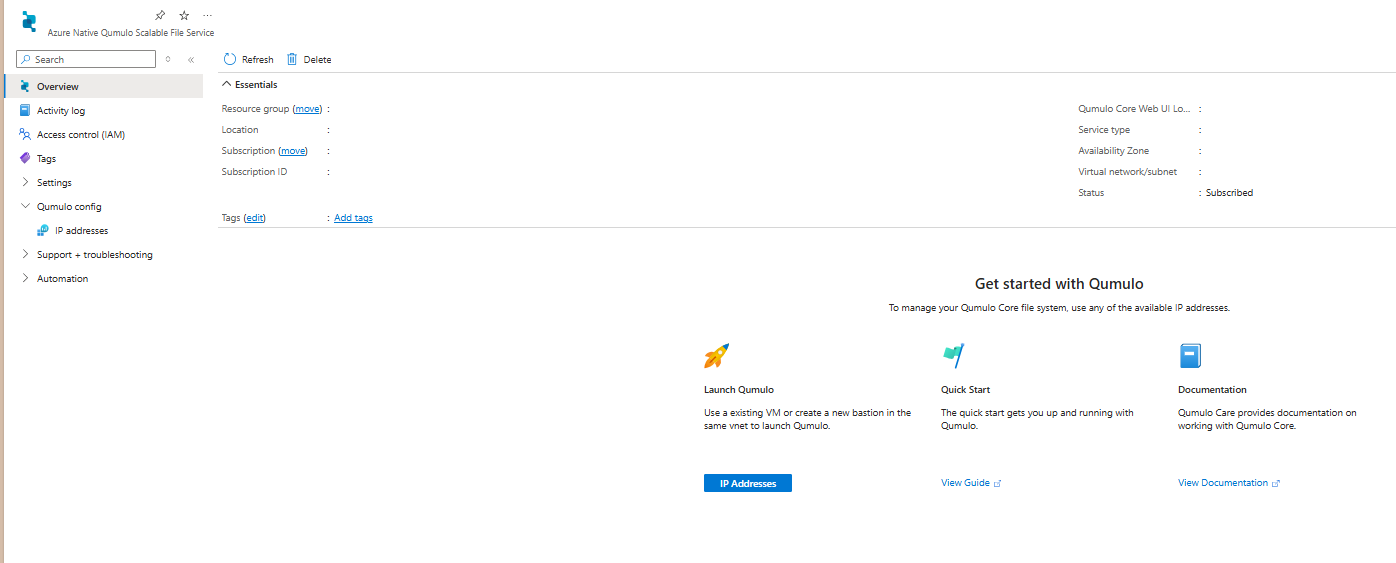 Azure Native Qumulo Scalable File Service
Search
Refresh
Delete
Overview
Activity log
Access control (IAM)
Tags
Settings
Qumulo config
IP addresses
Support + troubleshooting
Automation
Essentials
Resource group (move) :
Location :
Subscription (move) :
Subscription ID :
Tags (edit) : Add tags
Qumulo Core Web UI Lo... :
Service type :
Availability Zone :
Virtual network/subnet :
Status : Subscribed
Get started with Qumulo
To manage your Qumulo Core file system, use any of the available IP addresses.
Launch Qumulo
Use a existing VM or create a new bastion in the
same vnet to launch Qumulo.
IP Addresses
Quick Start
The quick start gets you up and running with
Qumulo.
View Guide
Documentation
Qumulo Care provides documentation on
working with Qumulo Core.
View Documentation